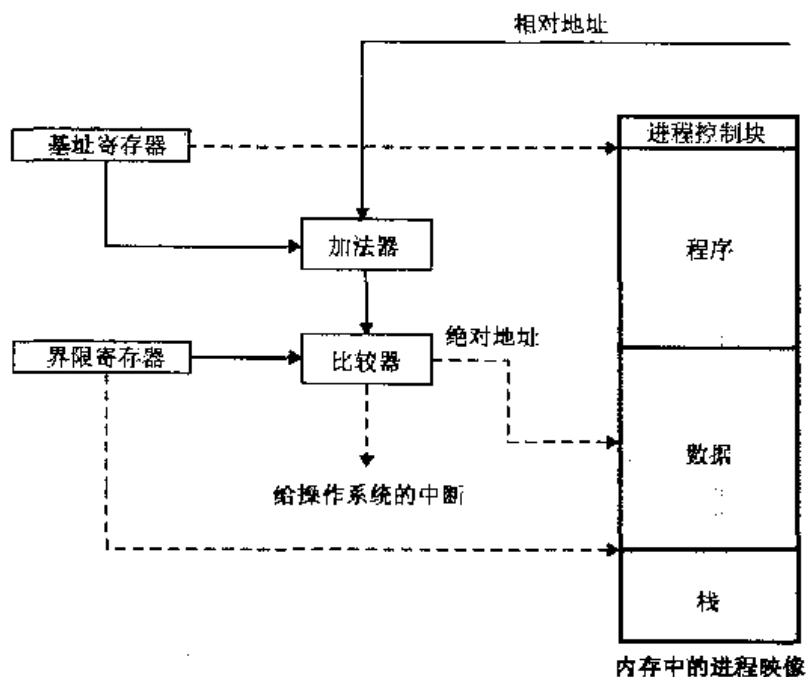 相对地址
进程控制块
基址寄存器
加法器
程序
绝对地址
界限寄存器
比较器
数据
给操作系统的中断
栈
内存中的进程映像